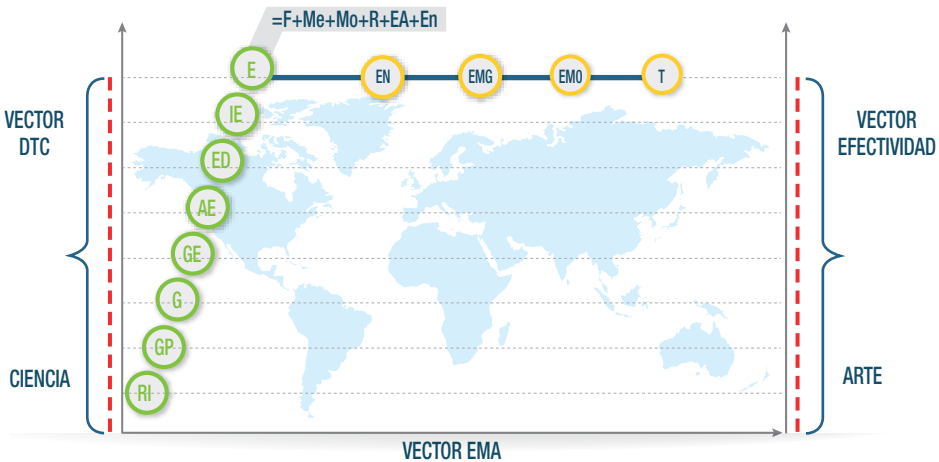 =F+Me+Mo+R+EA+En
E
EN
EMG
EMO
T
IE
ED
AE
GE
G
GP
RI
VECTOR
DTC
CIENCIA
VECTOR
EFECTIVIDAD
ARTE
VECTOR EMA